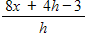 8x + 4h − 3
h